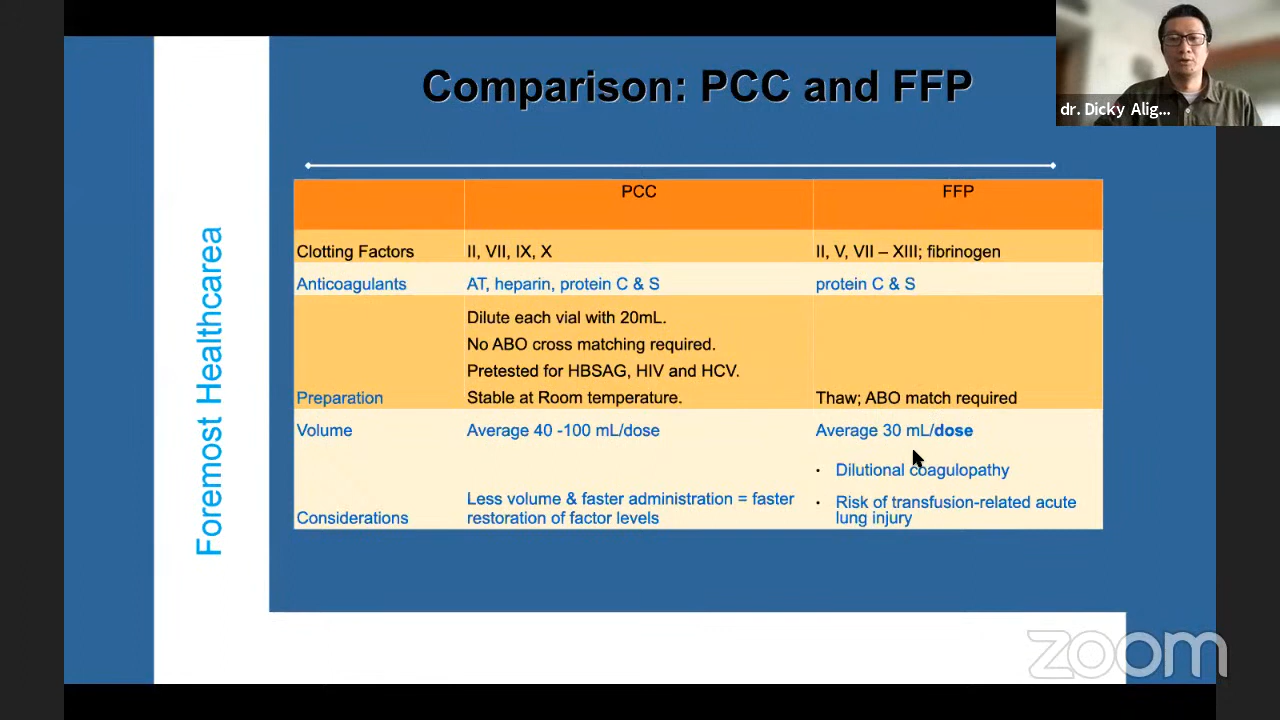 Comparison: PCC and FFP
dr. Dicky Alig...
Foremost Healthcarea
PCC
FFP
Clotting Factors
II, VII, IX, X
II, V, VII – XIII; fibrinogen
Anticoagulants
AT, heparin, protein C & S
protein C & S
Preparation
Dilute each vial with 20mL.
No ABO cross matching required.
Pretested for HBSAG, HIV and HCV.
Stable at Room temperature.
Thaw; ABO match required
Volume
Average 40 -100 mL/dose
Average 30 mL/dose
Considerations
Less volume & faster administration = faster
restoration of factor levels
• Dilutional coagulopathy
• Risk of transfusion-related acute
lung injury
zoom